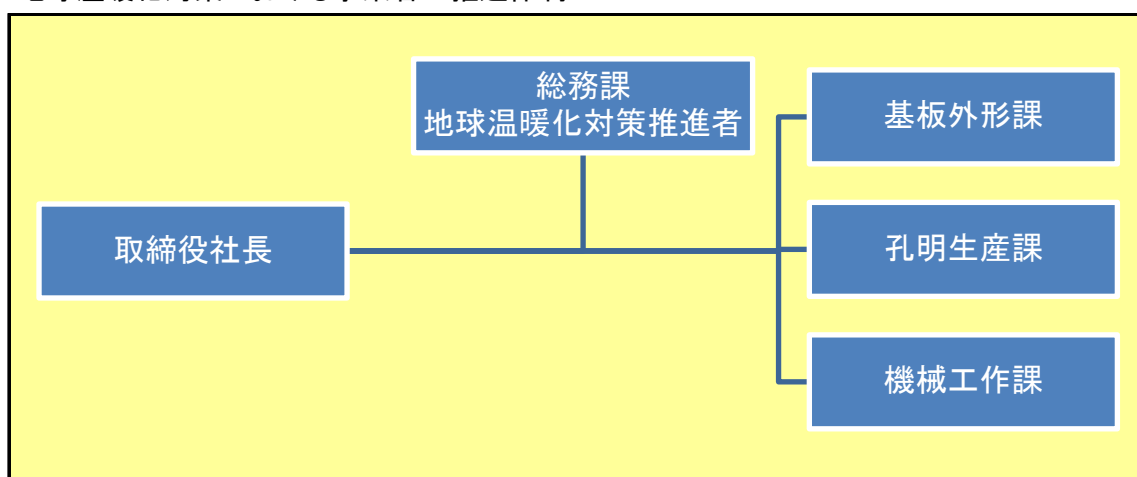 総務課
地球温暖化対策推進者
基板外形課
取締役社長
孔明生産課
機械工作課